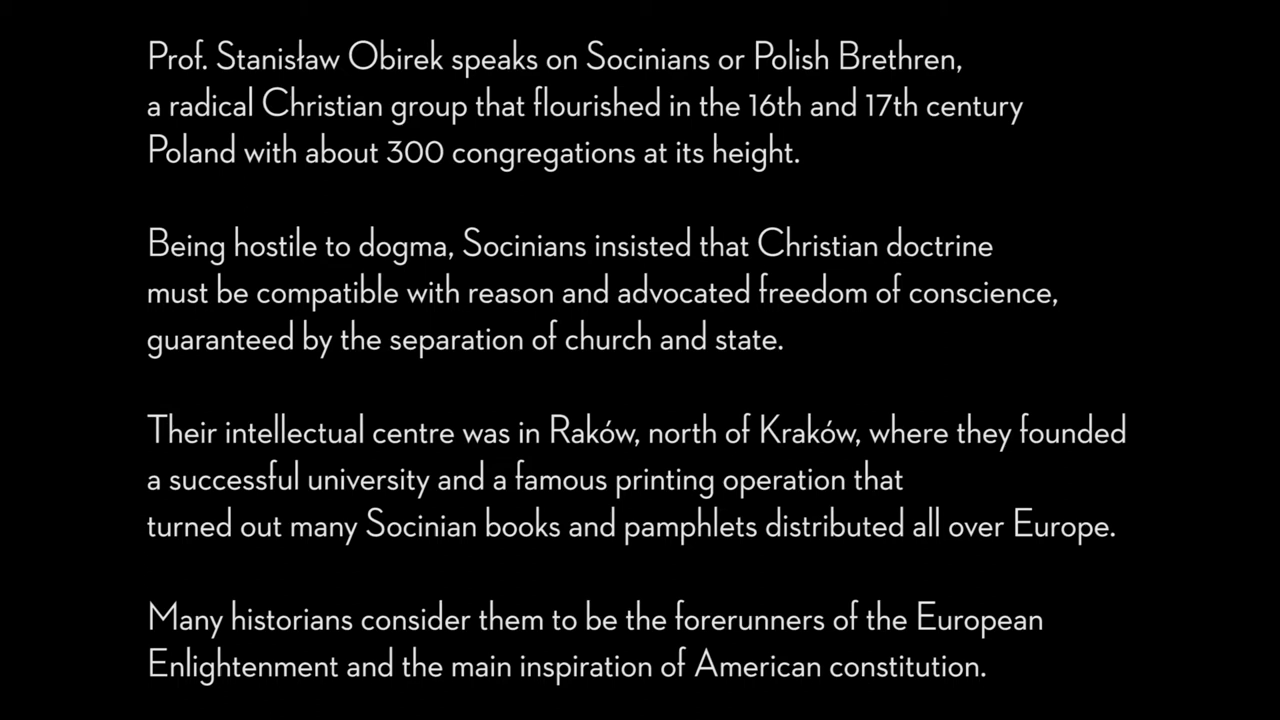 Prof. Stanisław Obirek speaks on Socinians or Polish Brethren,
a radical Christian group that flourished in the 16th and 17th century
Poland with about 300 congregations at its height.
Being hostile to dogma, Socinians insisted that Christian doctrine
must be compatible with reason and advocated freedom of conscience,
guaranteed by the separation of church and state.
Their intellectual centre was in Raków, north of Kraków, where they founded
a successful university and a famous printing operation that
turned out many Socinian books and pamphlets distributed all over Europe.
Many historians consider them to be the forerunners of the European
Enlightenment and the main inspiration of American constitution.